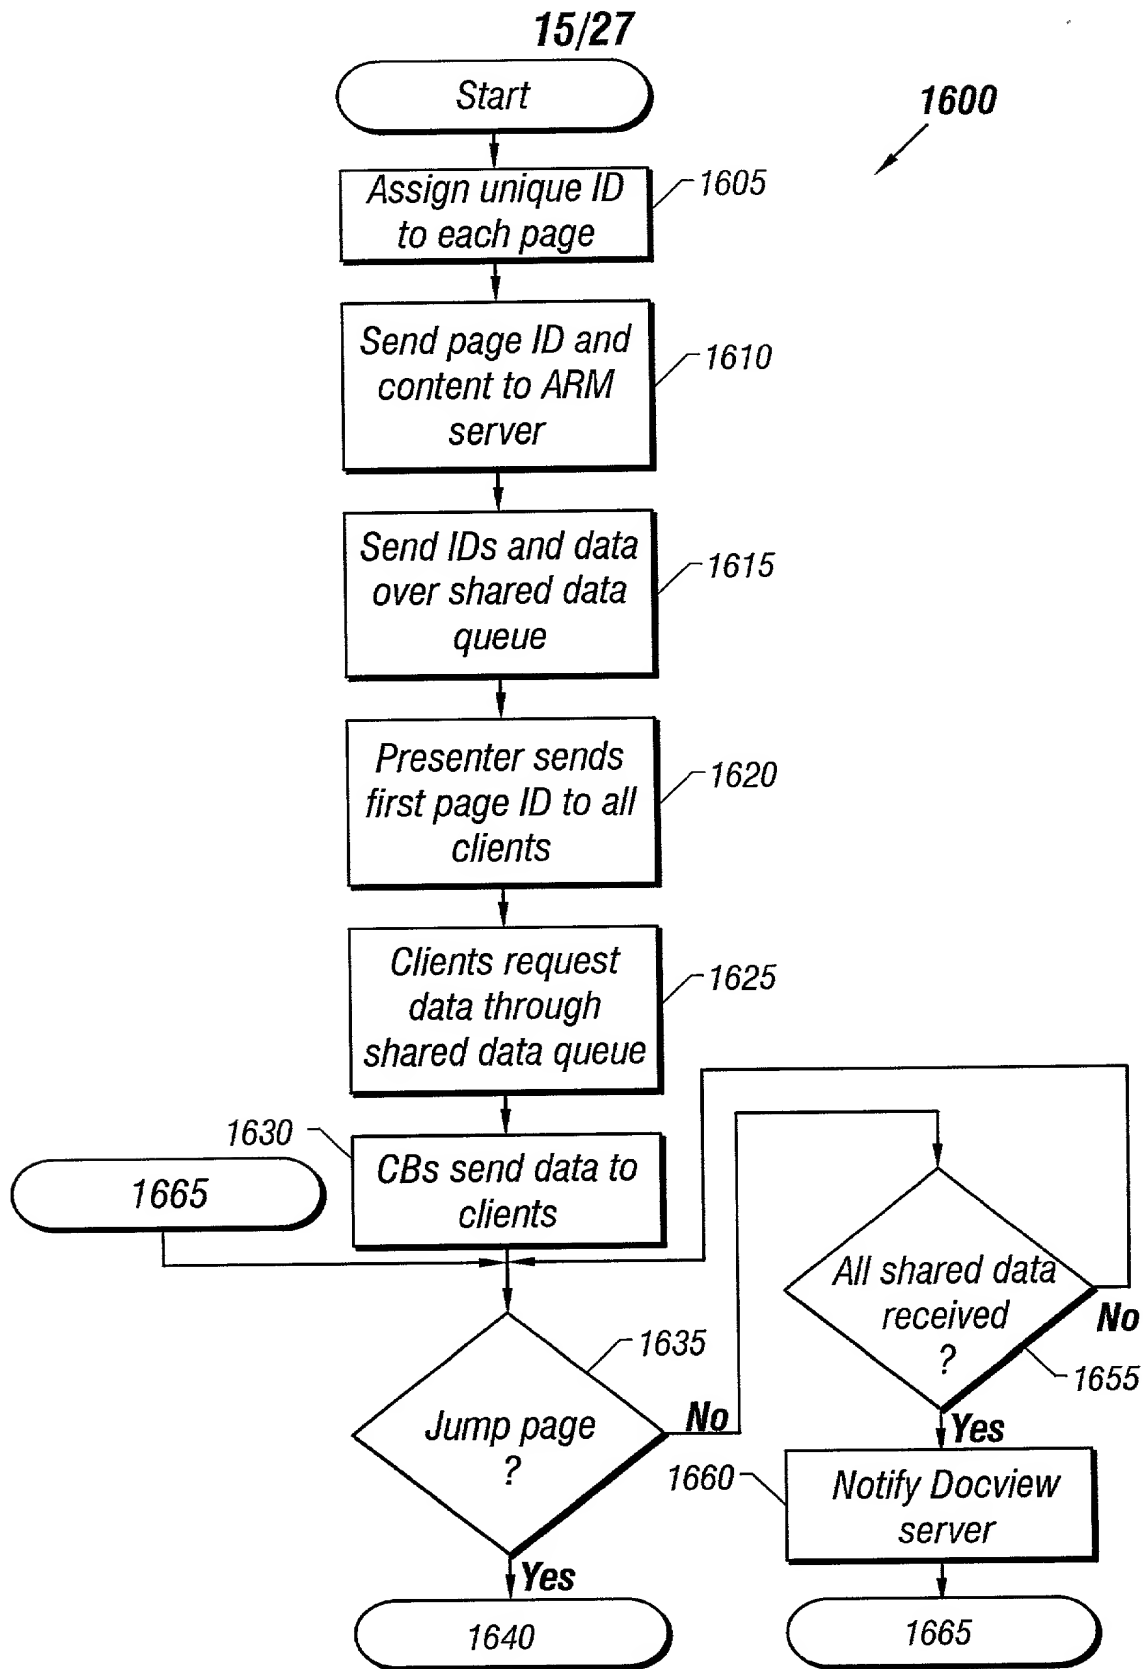 15/27
Start
1600
Assign unique ID
to each page
1605
Send page ID and
content to ARM
server
1610
Send IDs and data
over shared data
queue
1615
Presenter sends
first page ID to all
clients
1620
Clients request
data through
shared data queue
1625
1630
CBs send data to
clients
1665
Jump page
?
1635
No
Yes
1640
All shared data
received
?
No
1655
Yes
1660
Notify Docview
server
1665